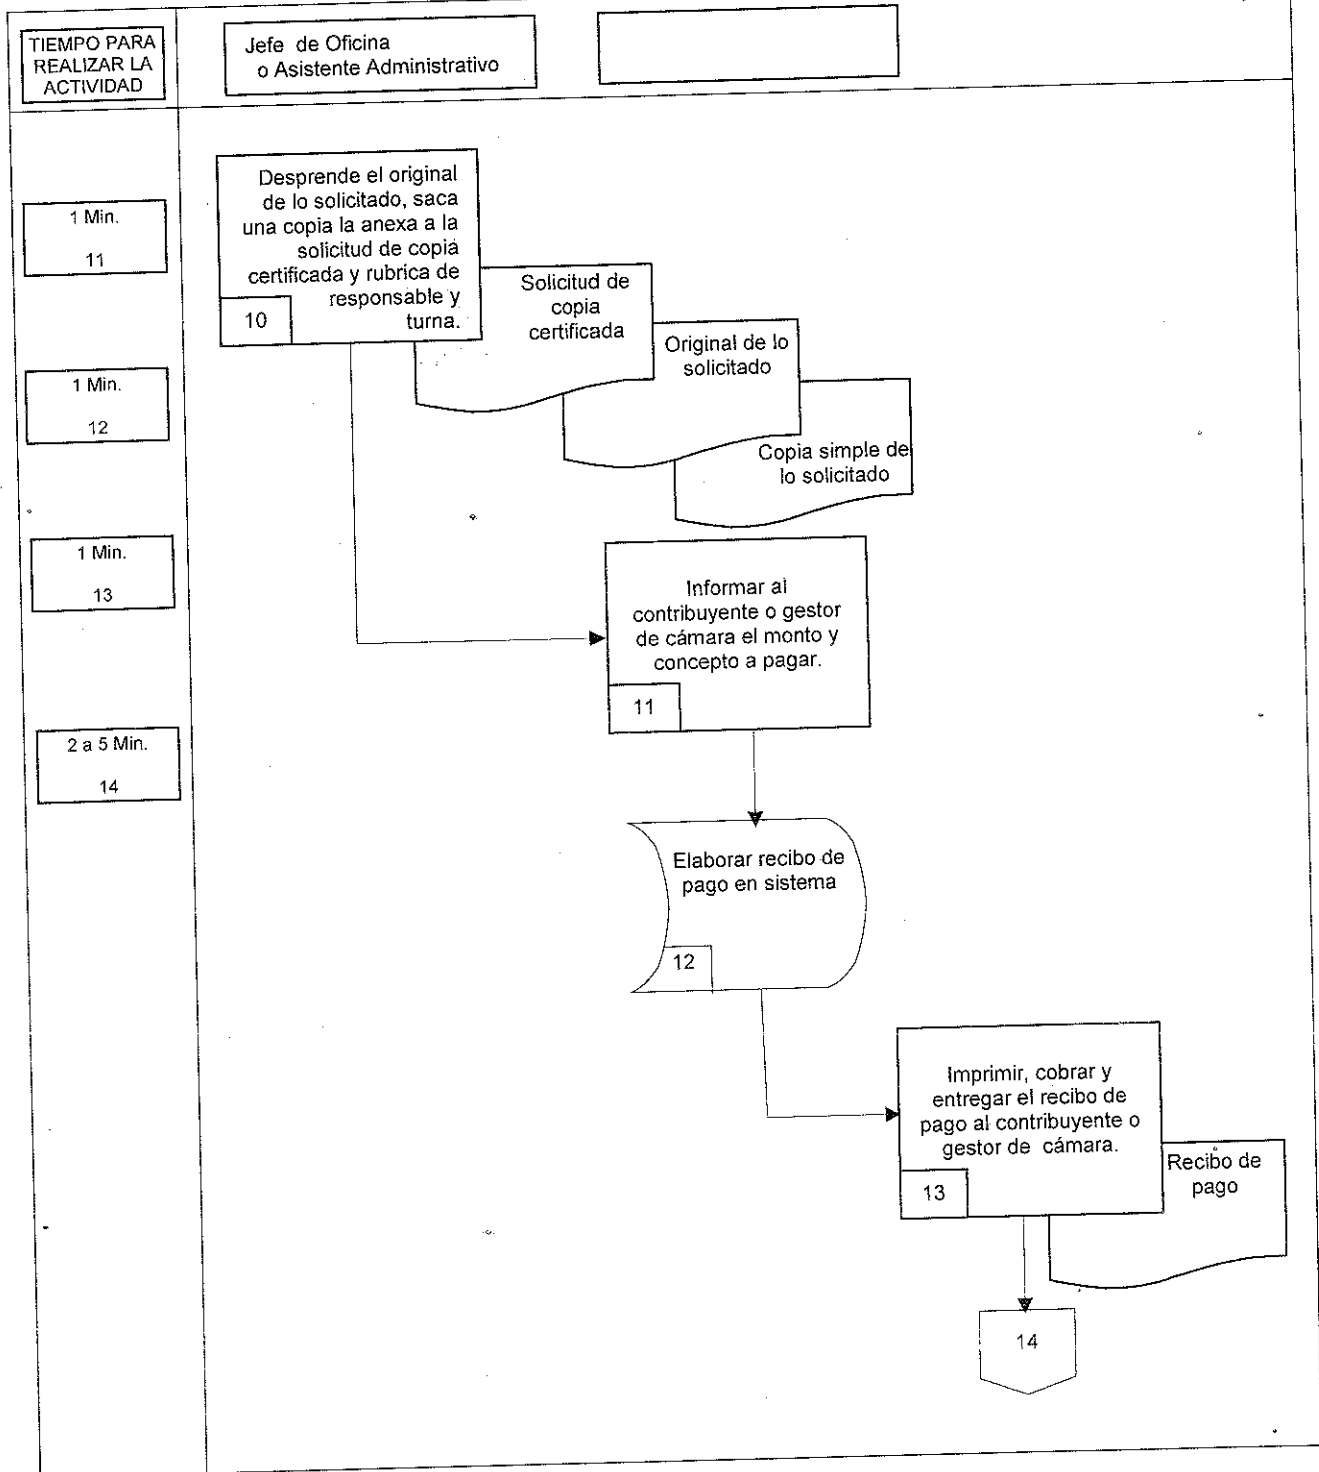 TIEMPO PARA
REALIZAR LA
ACTIVIDAD
Jefe de Oficina
o Asistente Administrativo
1 Min.
11
1 Min.
12
1 Min.
13
2 a 5 Min.
14
Desprende el original
de lo solicitado, saca
una copia la anexa a la
solicitud de copia
certificada y rubrica de
responsable y
turna.
10
Solicitud de
copia
certificada
Original de lo
solicitado
Copia simple de
lo solicitado
Informar al
contribuyente o gestor
de cámara el monto y
concepto a pagar.
11
Elaborar recibo de
pago en sistema
12
Imprimir, cobrar y
entregar el recibo de
pago al contribuyente o
gestor de cámara.
13
Recibo de
pago
14